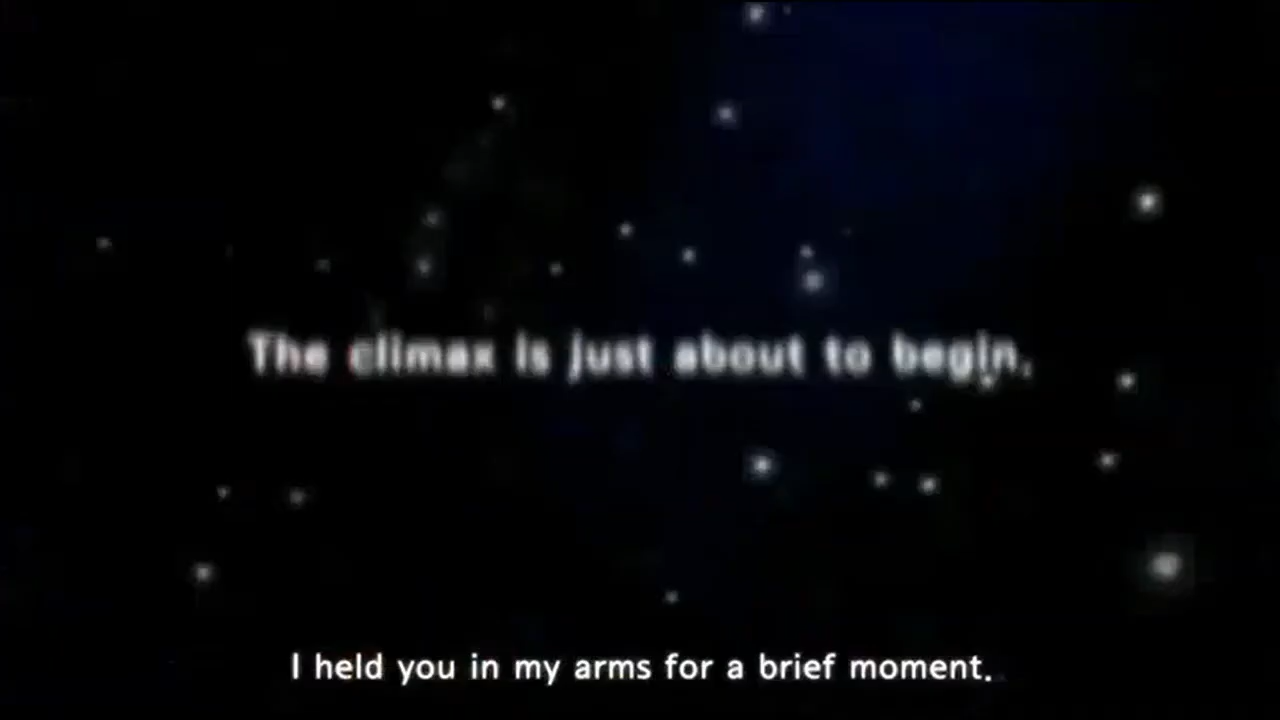 The climax is just about to begin.
I held you in my arms for a brief moment.